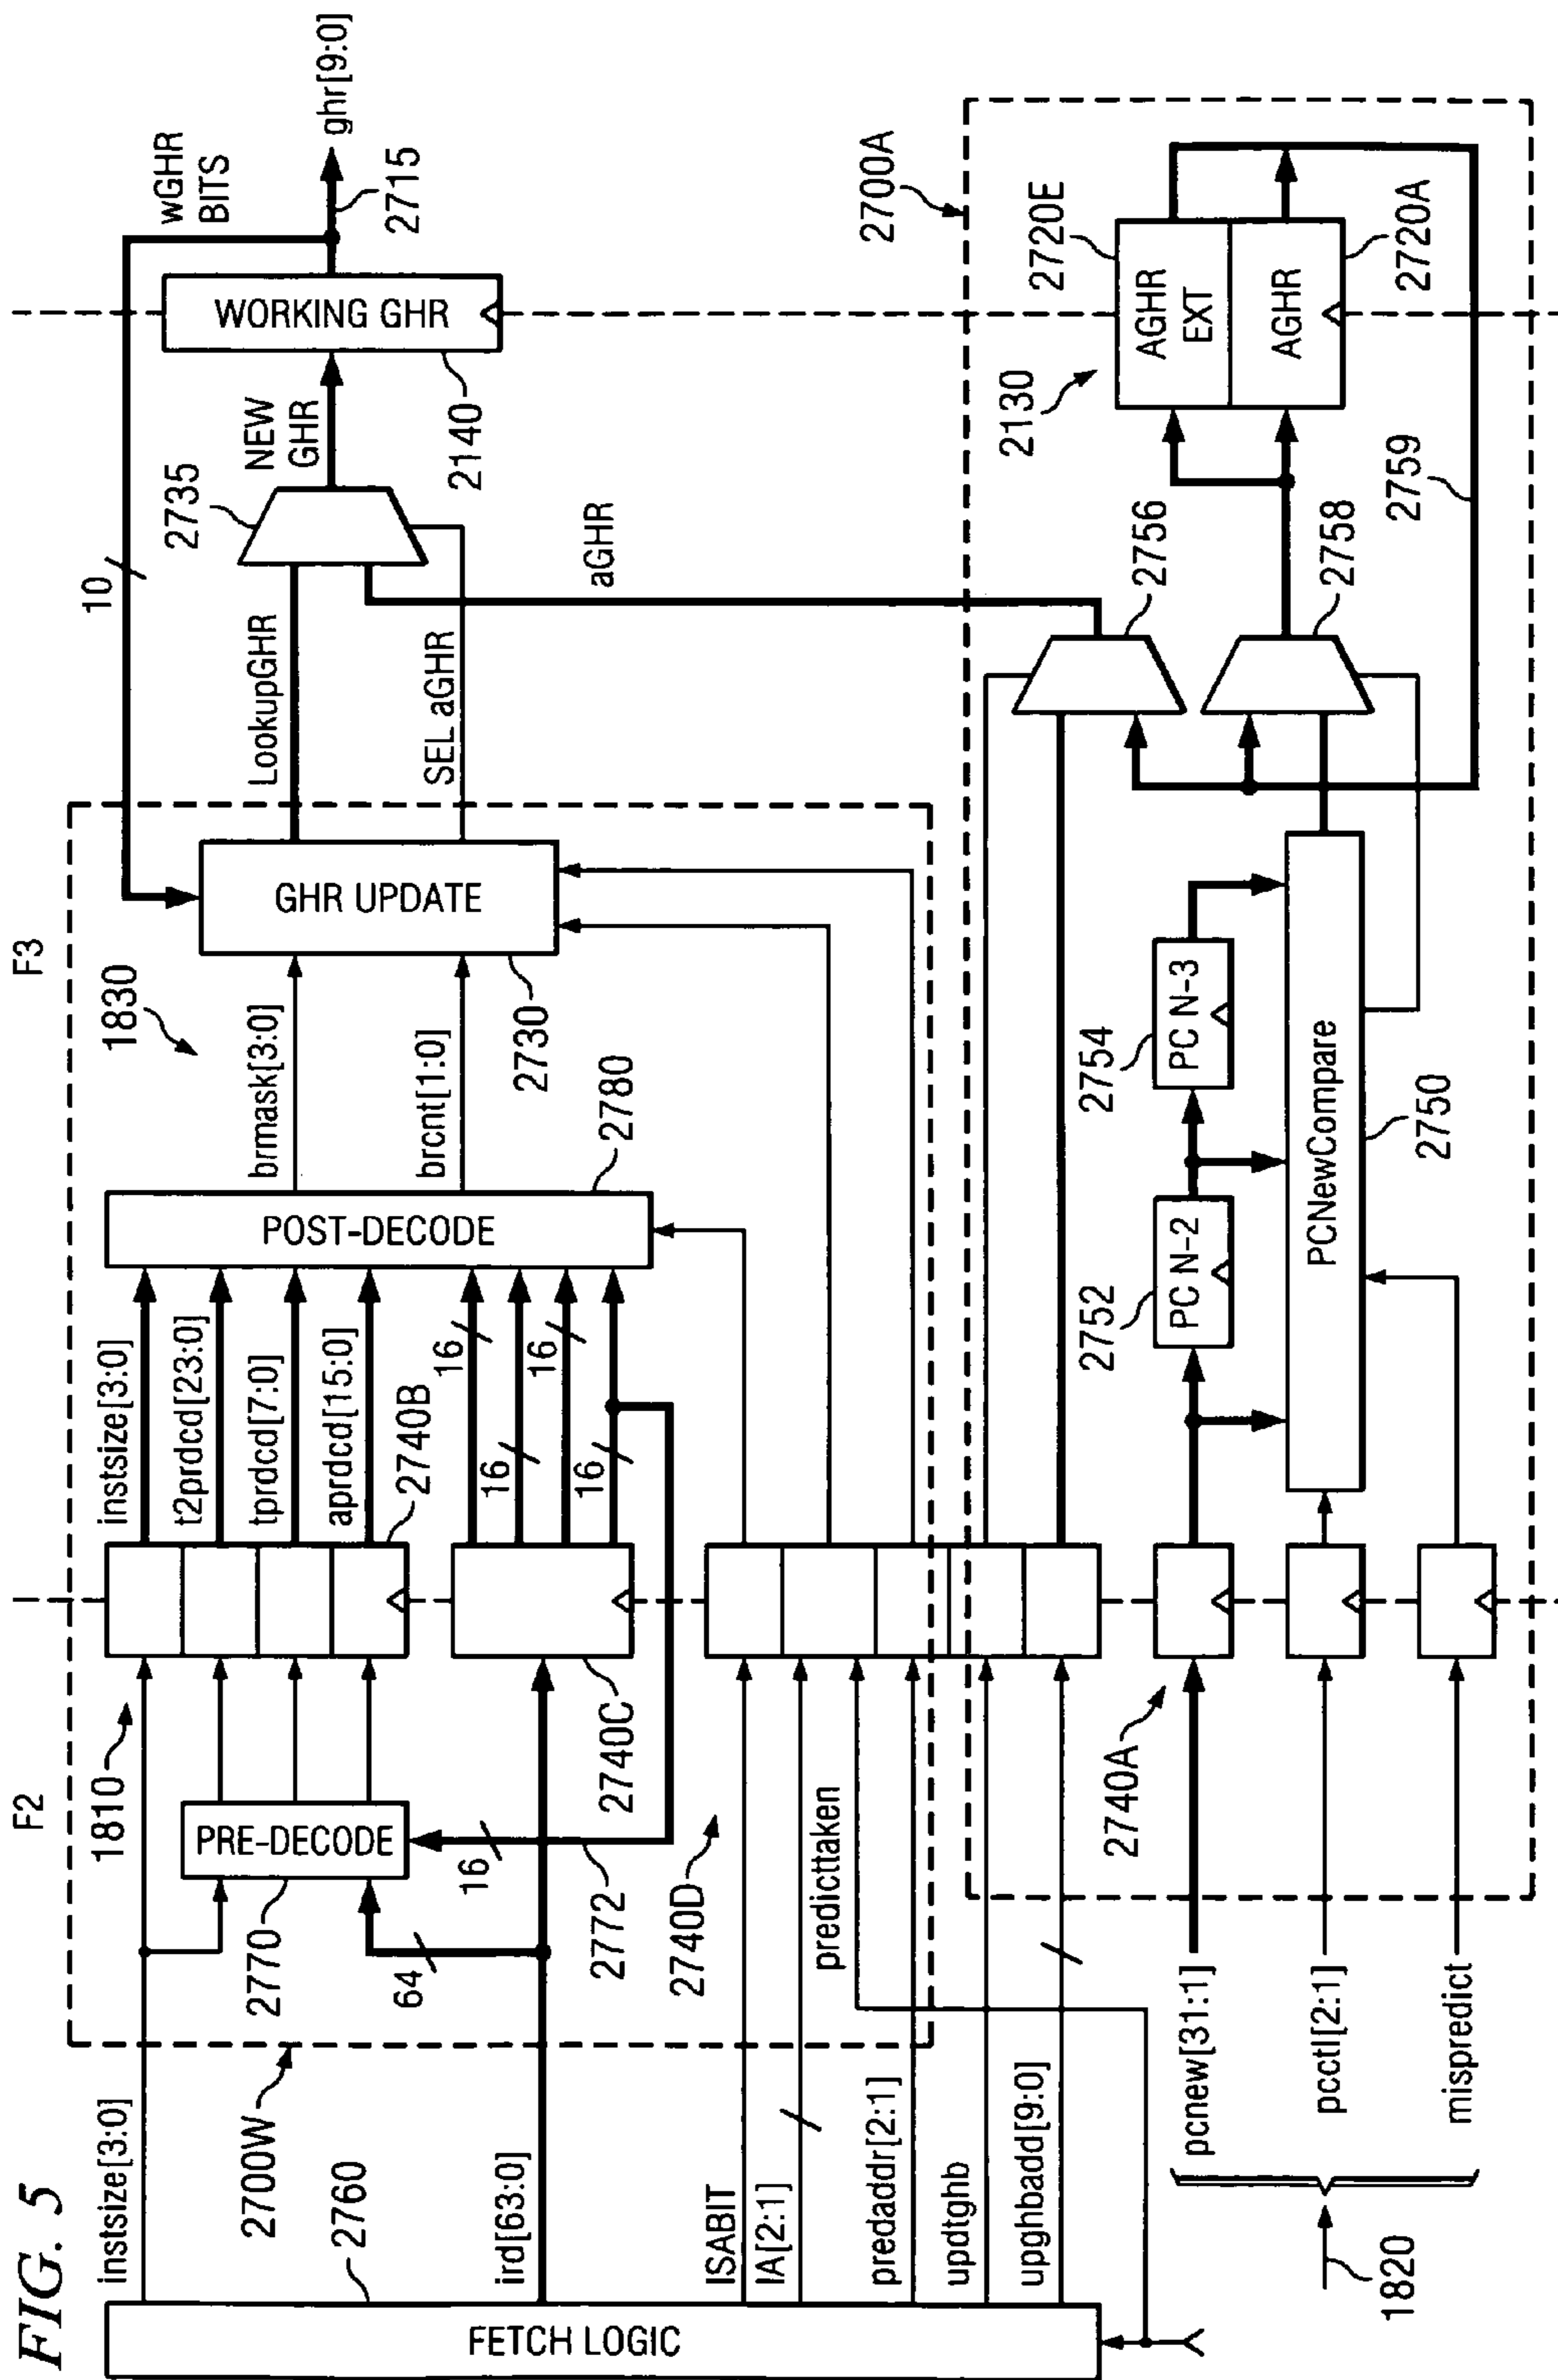 FIG. 5
F2
F3
FETCH LOGIC
2760
instsize[3:0]
2700W
ird[63:0]
ISABIT
IA[2:1]
predaddr[2:1]
updtghb
upghbadd[9:0]
pcnew[31:1]
pcctl[2:1]
mispredict
1820
predicttaken
2770
PRE-DECODE
1810
64
16
2772
2740D
2740C
2740A
2740B
instsize[3:0]
t2prdcd[23:0]
tprdcd[7:0]
aprdcd[15:0]
16
16
16
16
POST-DECODE
2780
brmask[3:0]
brcnt[1:0]
1830
GHR UPDATE
2730
LookupGHR
SEL aGHR
10
2735
NEW
GHR
WORKING GHR
2140
wGHR
BITS
2715
ghr[9:0]
aGHR
2752
PC N-2
2754
PC N-3
PCNewCompare
2750
2756
2758
2759
2130
AGHR
EXT
AGHR
2720E
2720A
2700A